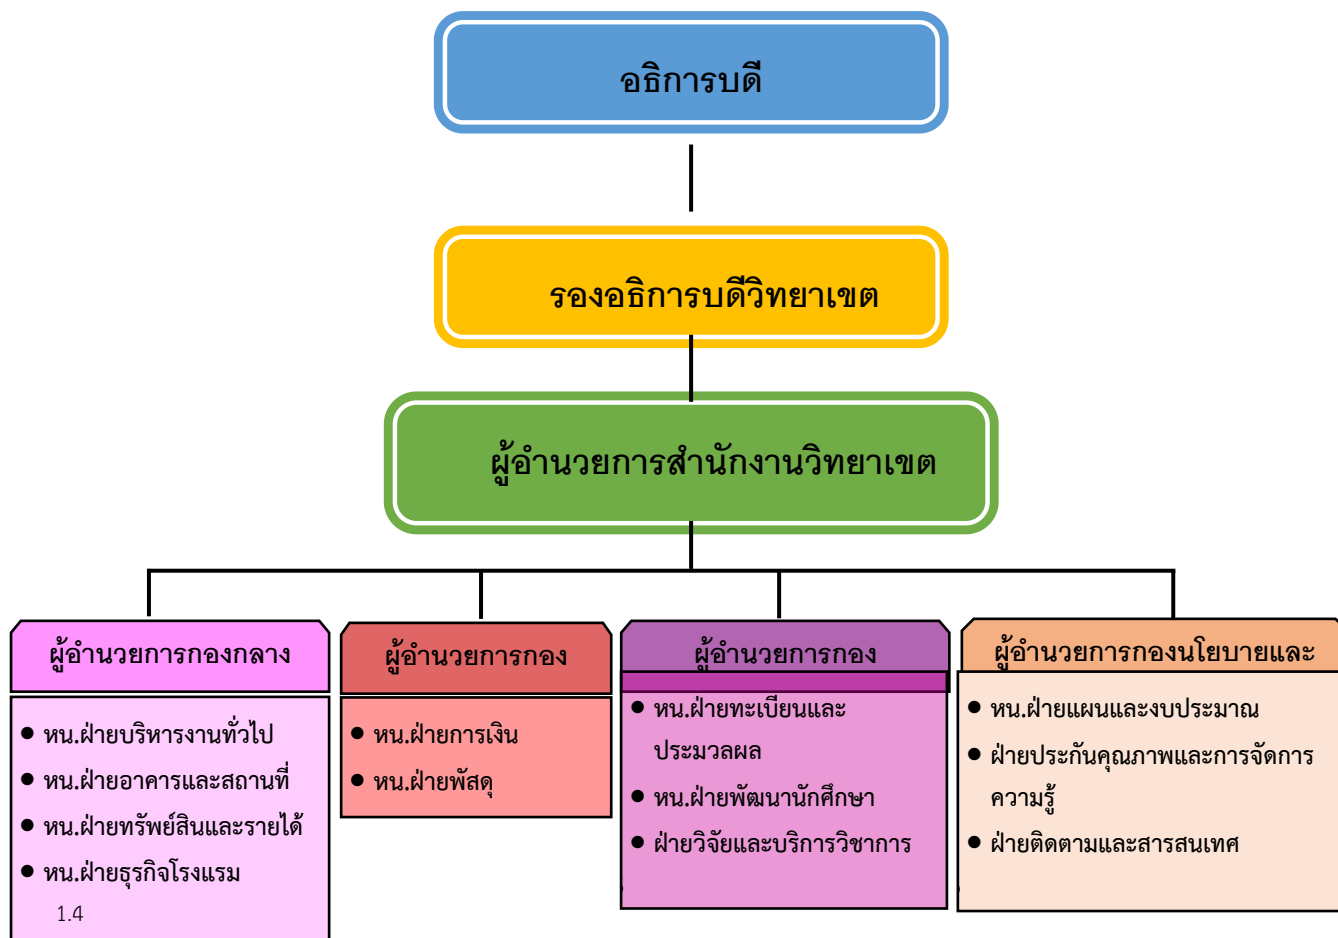 อธิการบดี
รองอธิการบดีวิทยาเขต
ผู้อำนวยการสำนักงานวิทยาเขต
ผู้อำนวยการกองกลาง
● หน.ฝ่ายบริหารงานทั่วไป
● หน.ฝ่ายอาคารและสถานที่
● หน.ฝ่ายทรัพย์สินและรายได้
● หน.ฝ่ายธุรกิจโรงแรม
1.4
ผู้อำนวยการกอง
● หน.ฝ่ายการเงิน
● หน.ฝ่ายพัสดุ
ผู้อำนวยการกอง
● หน.ฝ่ายทะเบียนและ
ประมวลผล
● หน.ฝ่ายพัฒนานักศึกษา
● ฝ่ายวิจัยและบริการวิชาการ
ผู้อำนวยการกองนโยบายและ
● หน.ฝ่ายแผนและงบประมาณ
● ฝ่ายประกันคุณภาพและการจัดการ
ความรู้
● ฝ่ายติดตามและสารสนเทศ